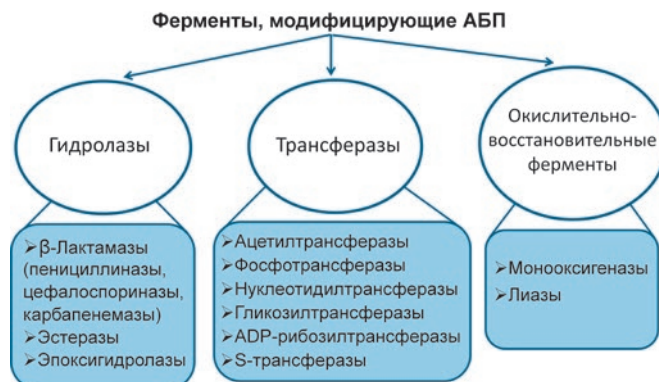 Ферменты, модифицирующие АБП
Гидролазы
➢β-Лактамазы
(пенициллиназы,
цефалоспориназы,
карбапенемазы)
➢Эстеразы
➢Эпоксигидролазы
Трансферазы
➢Ацетилтрансферазы
➢Фосфотрансферазы
➢Нуклеотидилтрансферазы
➢Гликозилтрансферазы
➢ADP-рибозилтрансферазы
➢S-трансферазы
Окислительно-
восстановительные
ферменты
➢Монооксигеназы
➢Лиазы